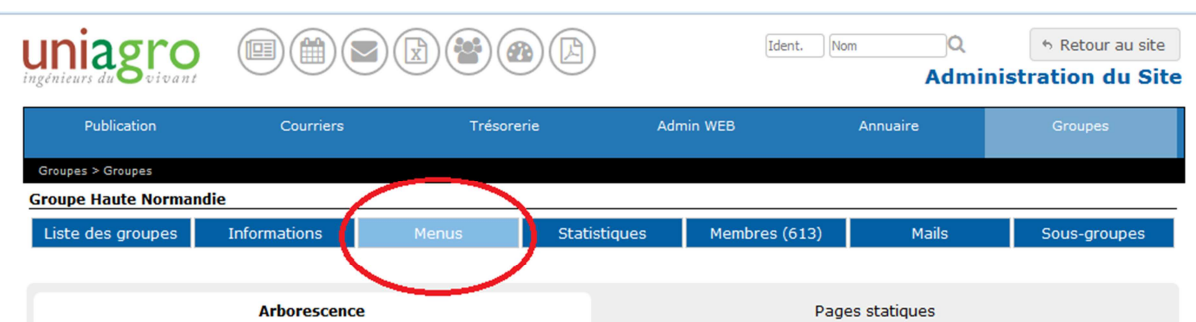 uniagro
ingénieurs du vivant
Ident. Nom
Retour au site
Administration du Site
Publication Courriers Trésorerie Admin WEB Annuaire Groupes
Groupes > Groupes
Groupe Haute Normandie
Liste des groupes Informations Menus Statistiques Membres (613) Mails Sous-groupes
Arborescence Pages statiques